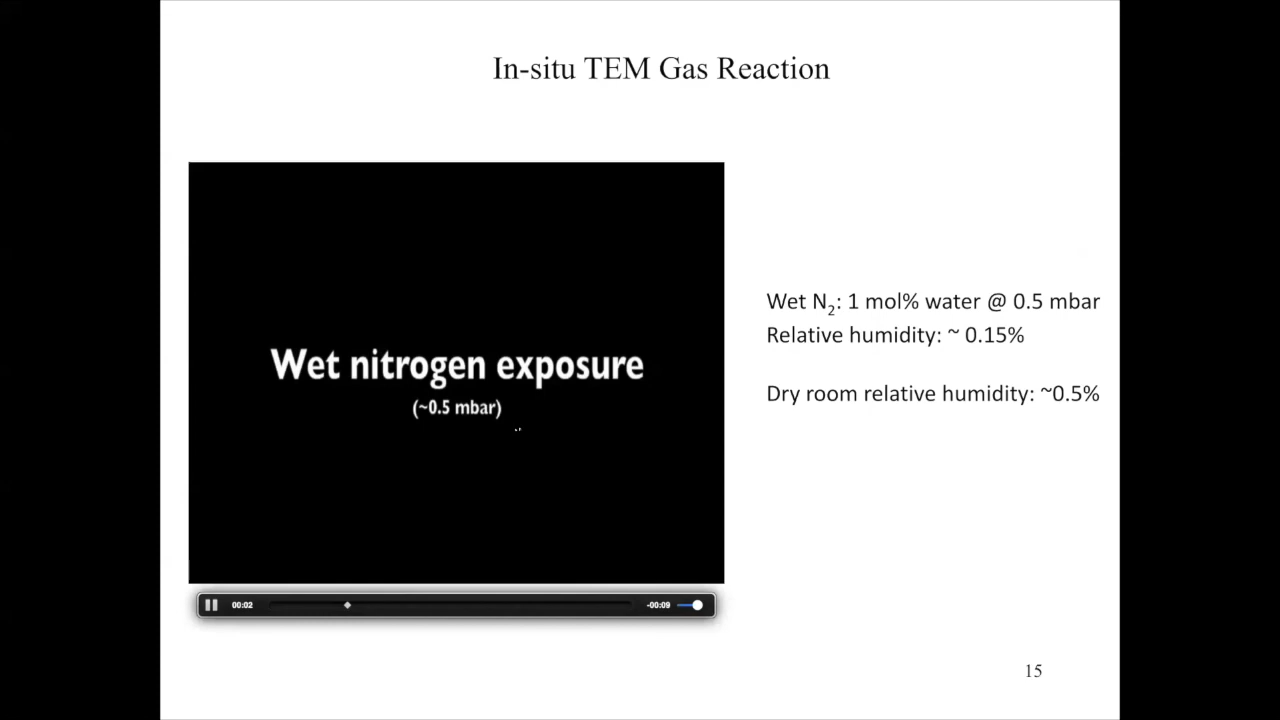 In-situ TEM Gas Reaction
Wet nitrogen exposure
(~0.5 mbar)
Wet N₂: 1 mol% water @ 0.5 mbar
Relative humidity: ~ 0.15%
Dry room relative humidity: ~0.5%
00:02
-00:09
15